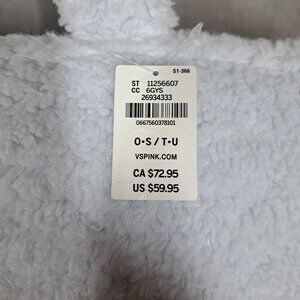 S1-366
ST 11256607
CC 6GYS
26934333
0667560378101
O•S / T•U
VSPINK.COM
CA $72.95
US $59.95